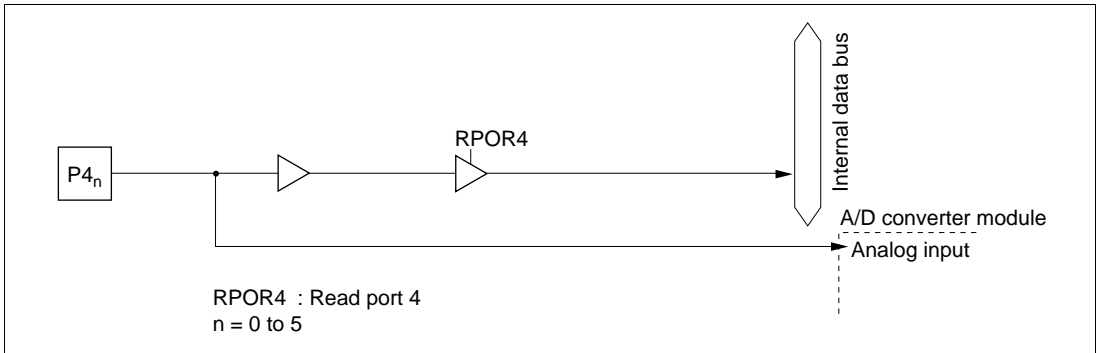 Internal data bus
RPOR4
P4n
A/D converter module
Analog input
RPOR4 : Read port 4
n = 0 to 5